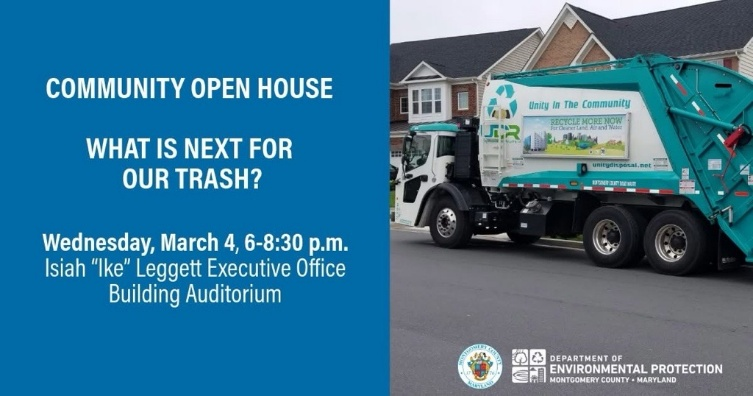 COMMUNITY OPEN HOUSE
WHAT IS NEXT FOR
OUR TRASH?
Wednesday, March 4, 6-8:30 p.m.
Isiah “Ike” Leggett Executive Office
Building Auditorium
Unity in The Community
RECYCLE MORE NOW
For Cleaner Land, Air and Water
unitydisposal.net
DEPARTMENT OF
ENVIRONMENTAL PROTECTION
MONTGOMERY COUNTY • MARYLAND